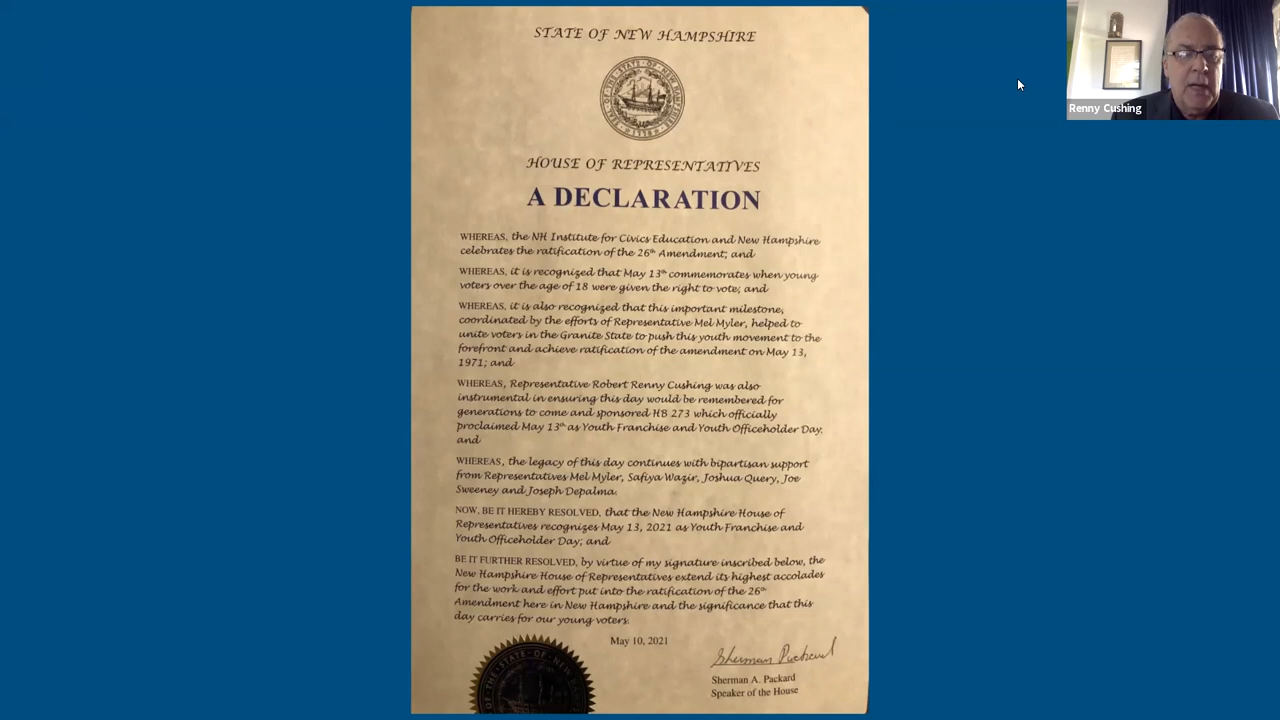 STATE OF NEW HAMPSHIRE
HOUSE OF REPRESENTATIVES
A DECLARATION
WHEREAS, the NH Institute for Civics Education and New Hampshire
celebrates the ratification of the 26th Amendment; and
WHEREAS, it is recognized that May 13th commemorates when young
voters over the age of 18 were given the right to vote; and
WHEREAS, it is also recognized that this important milestone,
coordinated by the efforts of Representative Mel Myler, helped to
unite voters in the Granite State to push this youth movement to the
forefront and achieve ratification of the amendment on May 13,
1971; and
WHEREAS, Representative Robert Renny Cushing was also
instrumental in ensuring this day would be remembered for
generations to come and sponsored HB 273 which officially
proclaimed May 13th as Youth Franchise and Youth Officeholder Day,
and
WHEREAS, the legacy of this day continues with bipartisan support
from Representatives Mel Myler, Safiya Wazir, Joshua Query, Joe
Sweeney and Joseph Depalma.
NOW, BE IT HEREBY RESOLVED, that the New Hampshire House of
Representatives recognizes May 13, 2021 as Youth Franchise and
Youth Officeholder Day; and
BE IT FURTHER RESOLVED, by virtue of my signature inscribed below, the
New Hampshire House of Representatives extend its highest accolades
for the work and effort put into the ratification of the 26th
Amendment here in New Hampshire and the significance that this
day carries for our young voters.
May 10, 2021
Sherman Packard
Sherman A. Packard
Speaker of the House
Renny Cushing